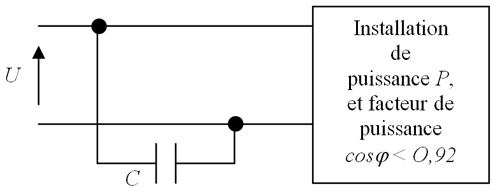 U
C
Installation
de
puissance P,
et facteur de
puissance
cosφ < O,92